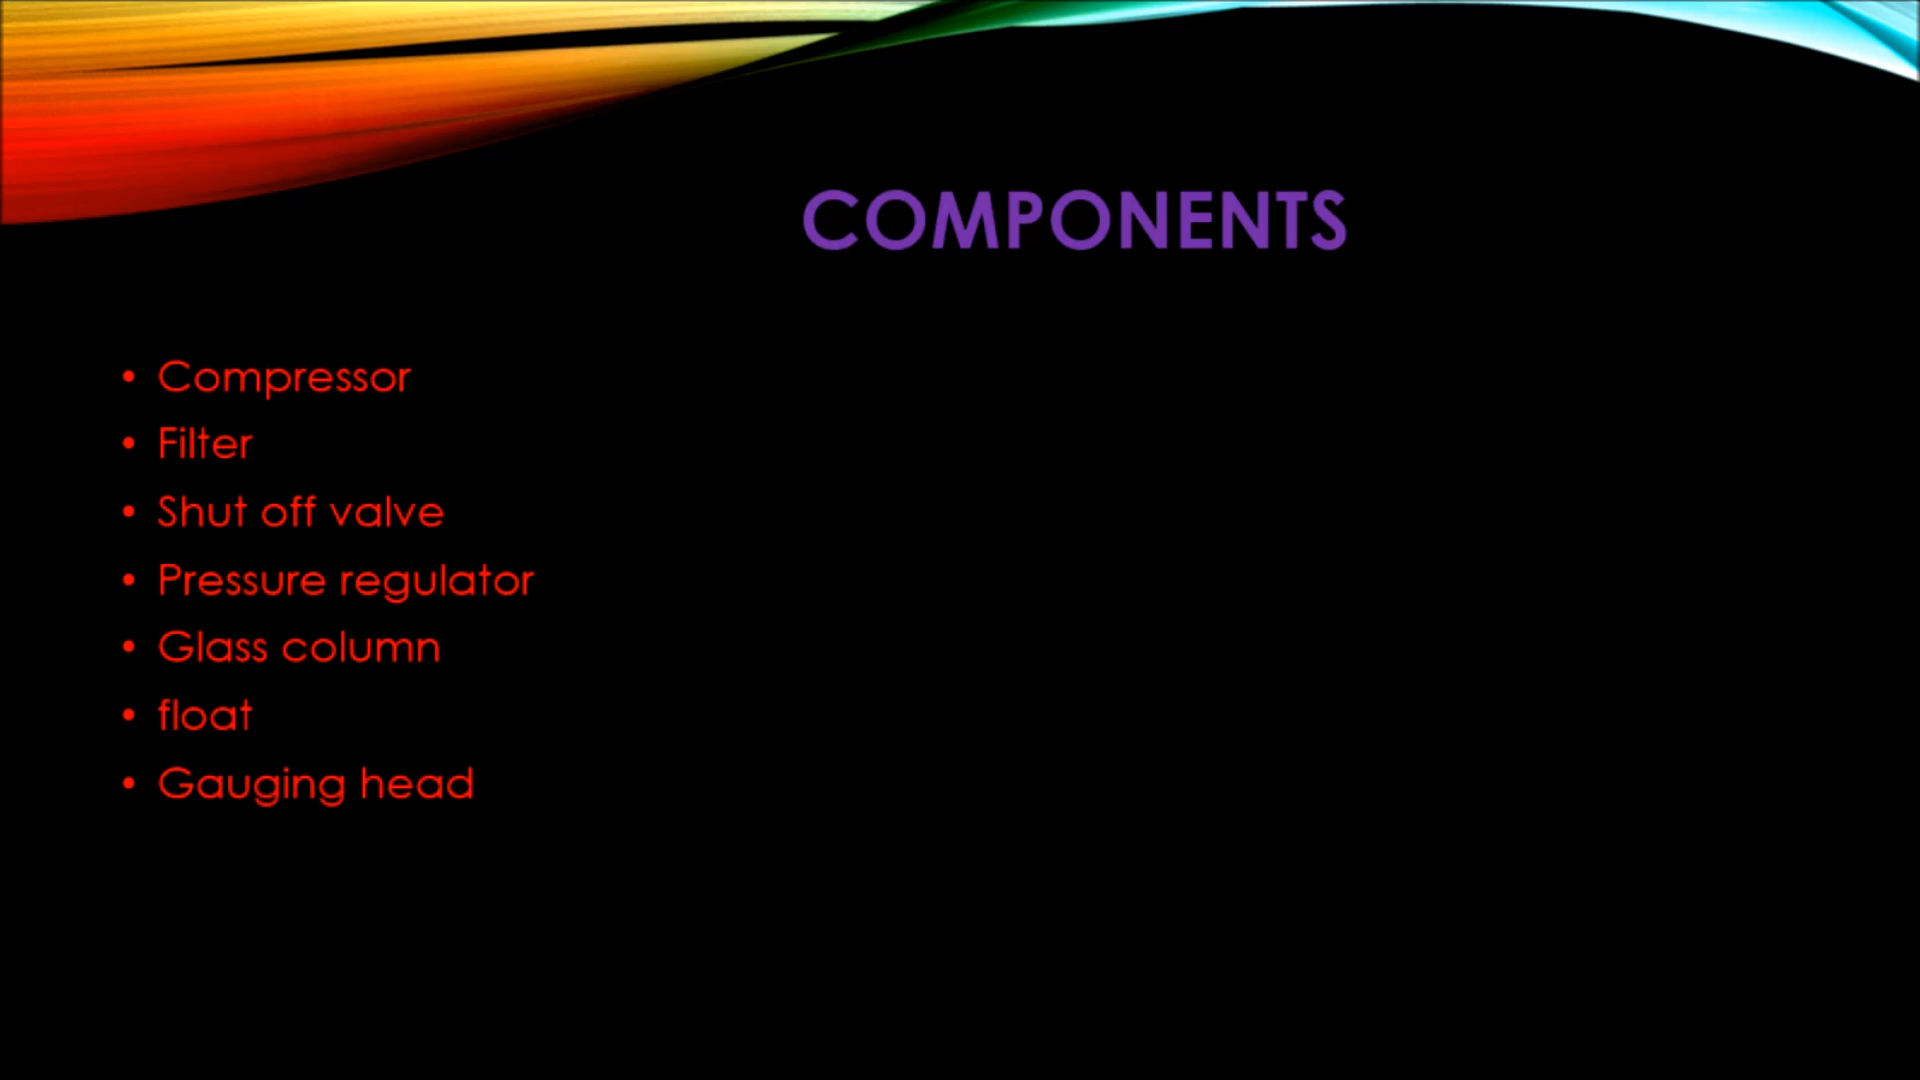 COMPONENTS
• Compressor
• Filter
• Shut off valve
• Pressure regulator
• Glass column
• float
• Gauging head